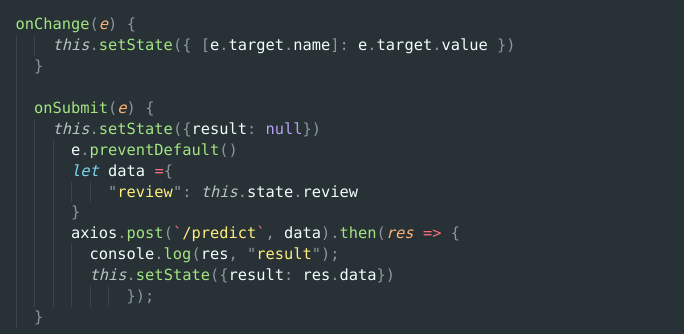 onChange(e) {
    this.setState({ [e.target.name]: e.target.value })
  }

  onSubmit(e) {
    this.setState({result: null})
      e.preventDefault()
      let data ={
          "review": this.state.review
      }
      axios.post(`/predict`, data).then(res => {
        console.log(res, "result");
        this.setState({result: res.data})
            });
  }